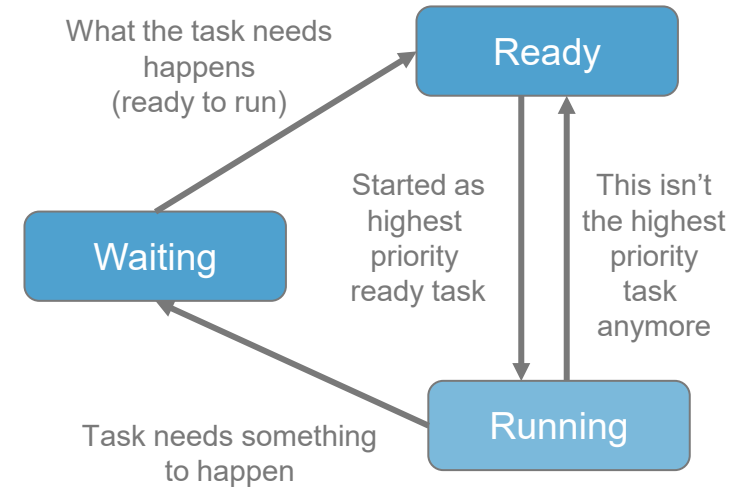 What the task needs
happens
(ready to run)
Ready
Started as
highest
priority
ready task
This isn’t
the highest
priority
task
anymore
Waiting
Running
Task needs something
to happen